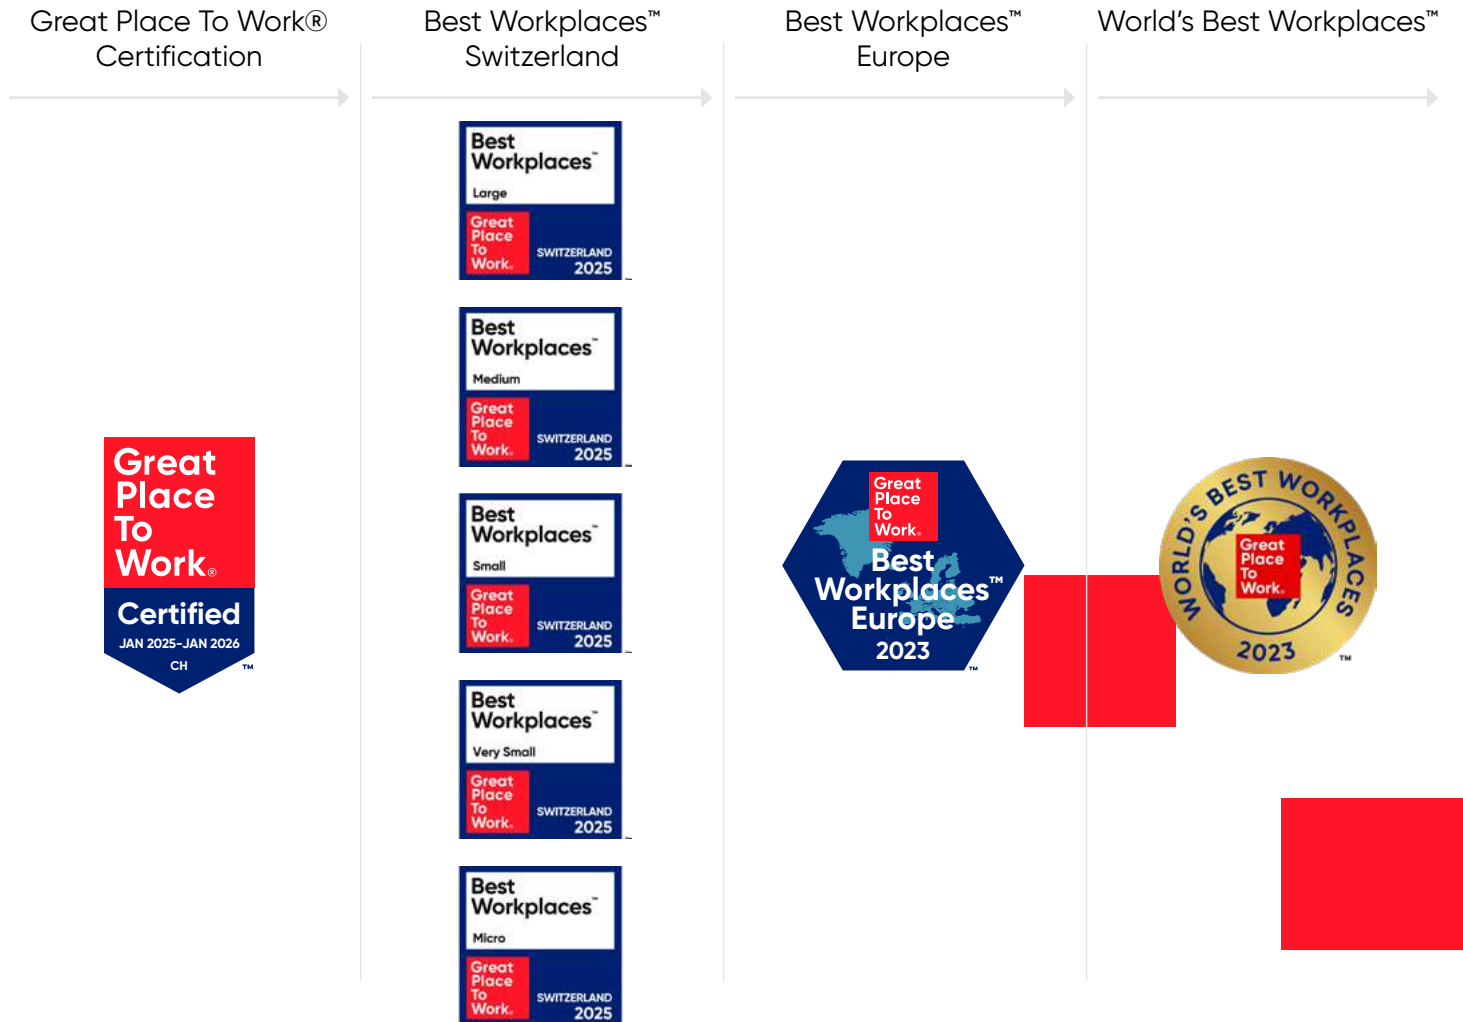 Great Place To Work®
Certification
Best Workplaces™
Switzerland
Best Workplaces™
Europe
World's Best Workplaces™
Great
Place
To
Work®
Certified
JAN 2025-JAN 2026
CH
™
Best
Workplaces™
Large
Great
Place
To
Work.
SWITZERLAND
2025
Best
Workplaces™
Medium
Great
Place
To
Work.
SWITZERLAND
2025
Best
Workplaces™
Small
Great
Place
To
Work.
SWITZERLAND
2025
Best
Workplaces™
Very Small
Great
Place
To
Work.
SWITZERLAND
2025
Best
Workplaces™
Micro
Great
Place
To
Work.
SWITZERLAND
2025
Great
Place
To
Work.
Best
Workplaces™
Europe
2023
™
WORLD'S BEST WORKPLACES
Great
Place
To
Work.
2023
™